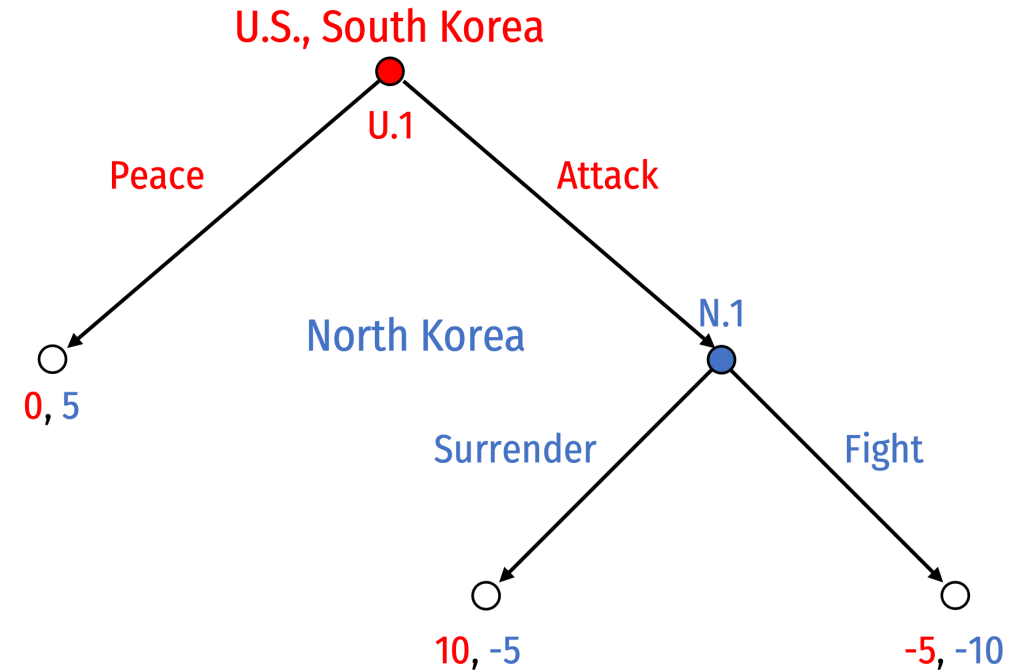 U.S., South Korea
U.1
Peace
Attack
N.1
North Korea
0, 5
Surrender
Fight
10, -5
-5, -10